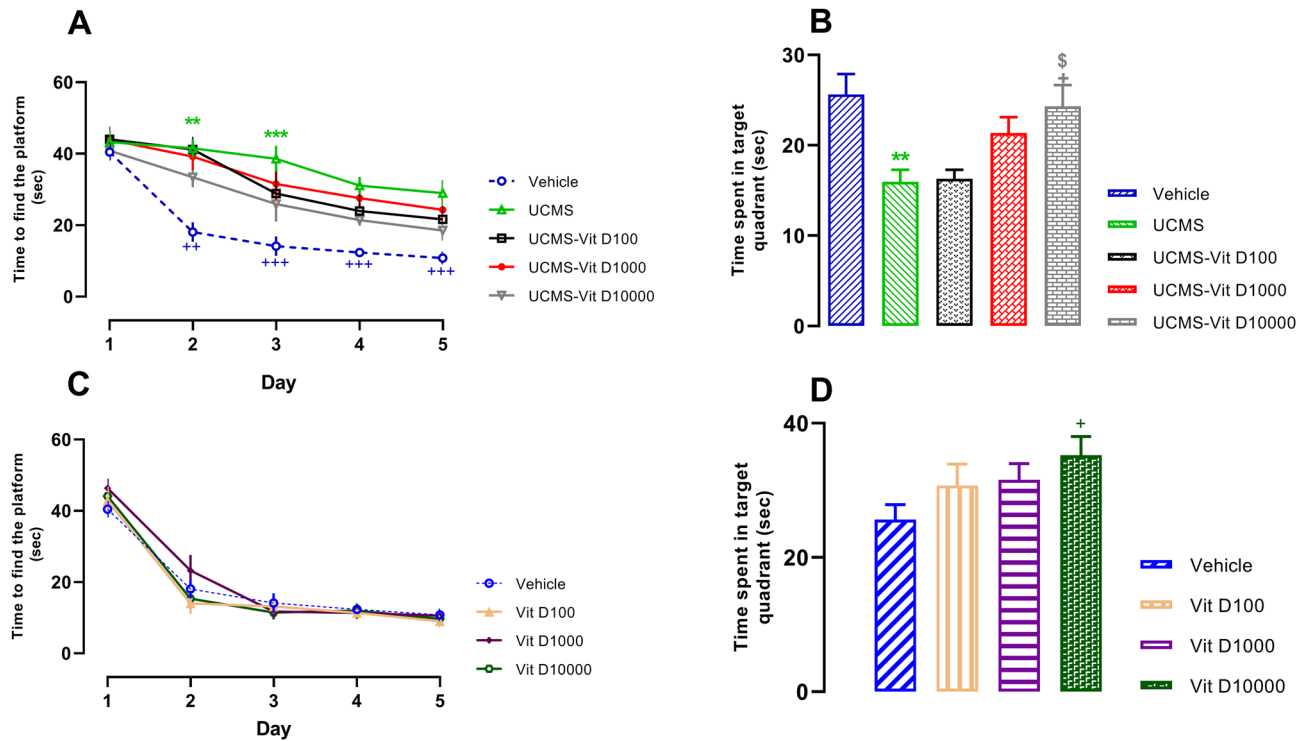 A
Time to find the platform
(sec)
60
40
20
0
**
***
++
+++
+++
+++
1 2 3 4 5
Day
Vehicle
UCMS
UCMS-Vit D100
UCMS-Vit D1000
UCMS-Vit D10000
B
Time spent in target
quadrant (sec)
30
20
10
0
**
$
+
Vehicle
UCMS
UCMS-Vit D100
UCMS-Vit D1000
UCMS-Vit D10000
C
Time to find the platform
(sec)
60
40
20
0
1 2 3 4 5
Day
Vehicle
Vit D100
Vit D1000
Vit D10000
D
Time spent in target
quadrant (sec)
40
20
0
+
Vehicle
Vit D100
Vit D1000
Vit D10000